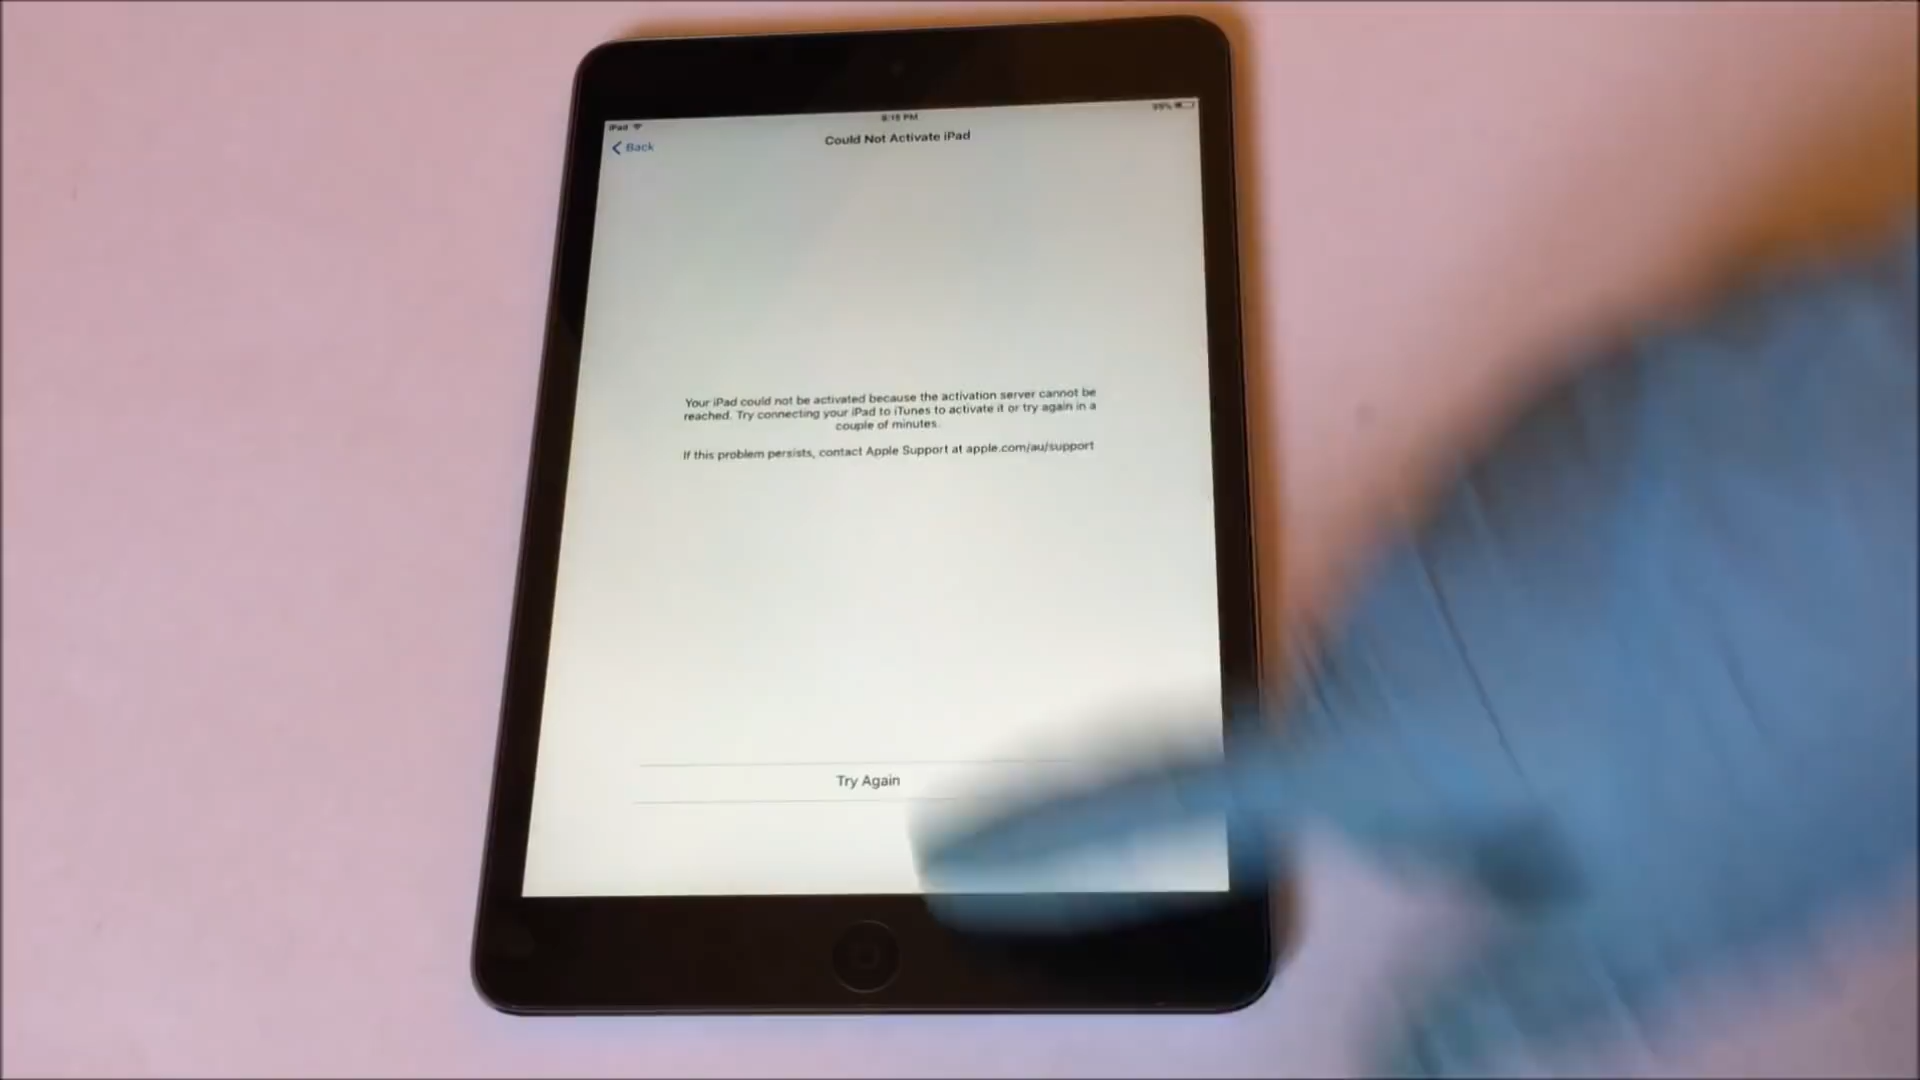 iPad
9:15 PM
Could Not Activate iPad
Back
Your iPad could not be activated because the activation server cannot be
reached. Try connecting your iPad to iTunes to activate it or try again in a
couple of minutes.
If this problem persists, contact Apple Support at apple.com/au/support
Try Again